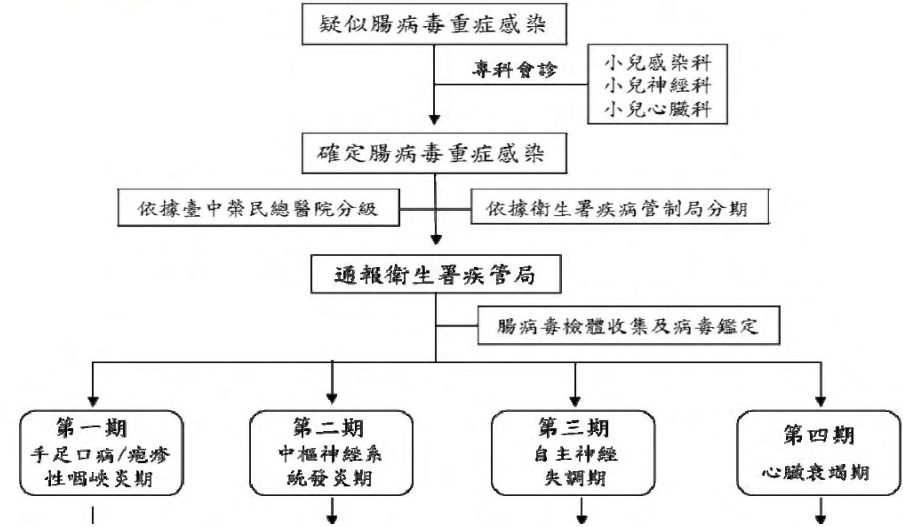 疑似腸病毒重症感染
專科會診
小兒感染科
小兒神經科
小兒心臟科
確定腸病毒重症感染
依據臺中榮民總醫院分級
依據衛生署疾病管制局分期
通報衛生署疾管局
腸病毒檢體收集及病毒鑑定
第一期
手足口病/疱疹
性咽峽炎期
第二期
中樞神經系
統發炎期
第三期
自主神經
失調期
第四期
心臟衰竭期